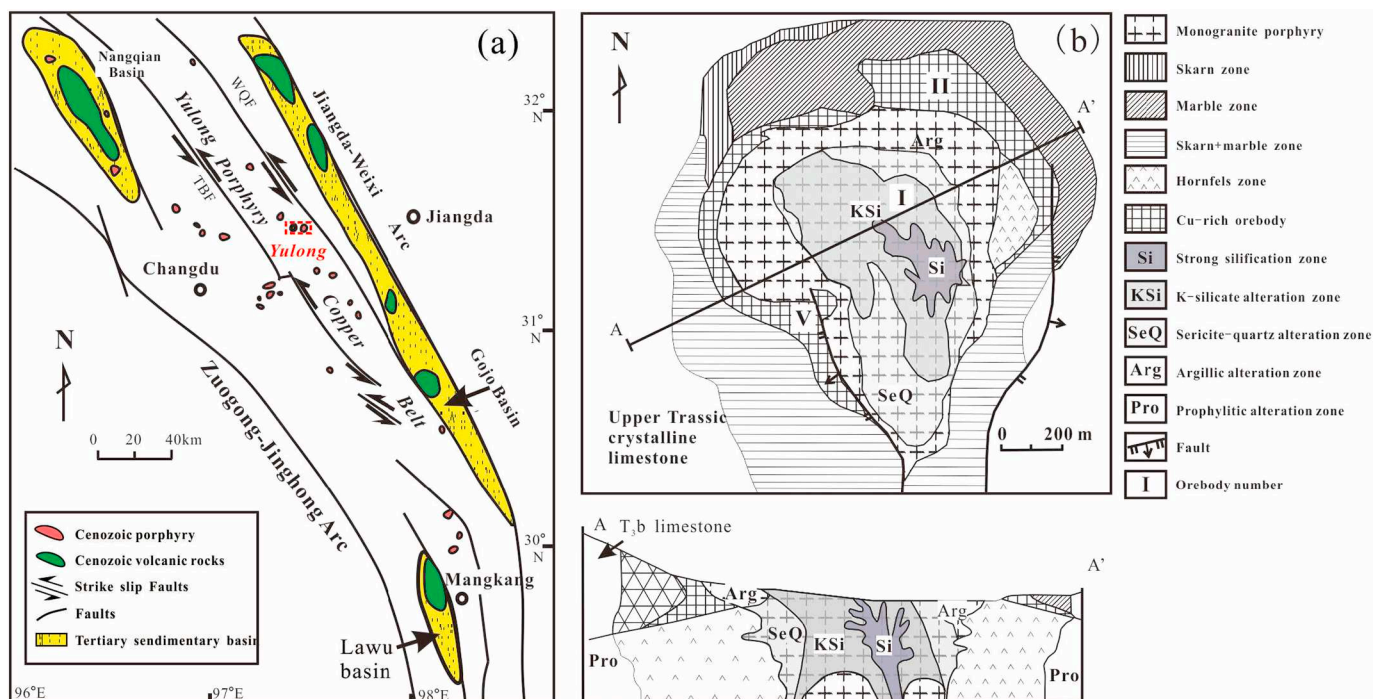 (a)
Nangqian
Basin
WQF
Jiangda-Weixi
Arc
32°
N
Yulong
Porphyry
TBF
Jiangda
Yulong
Changdu
Copper
31°
N
N
Gojo Basin
Belt
0 20 40km
Zuogong-Jinghong Arc
30°
N
Cenozoic porphyry
Cenozoic volcanic rocks
Strike slip Faults
Faults
Tertiary sendimentary basin
Mangkang
Lawu
basin
96°E
97°E
98°E
(b)
N
II
A'
Arg
I
KSi
Si
A
V
SeQ
Upper Trassic
crystalline
limestone
0 200 m
Monogranite porphyry
Skarn zone
Marble zone
Skarn+marble zone
Hornfels zone
Cu-rich orebody
Si Strong silification zone
KSi K-silicate alteration zone
SeQ Sericite-quartz alteration zone
Arg Argillic alteration zone
Pro Prophylitic alteration zone
Fault
I Orebody number
A T₃b limestone
A'
Arg
Arg
SeQ
KSi
Si
Pro
Pro